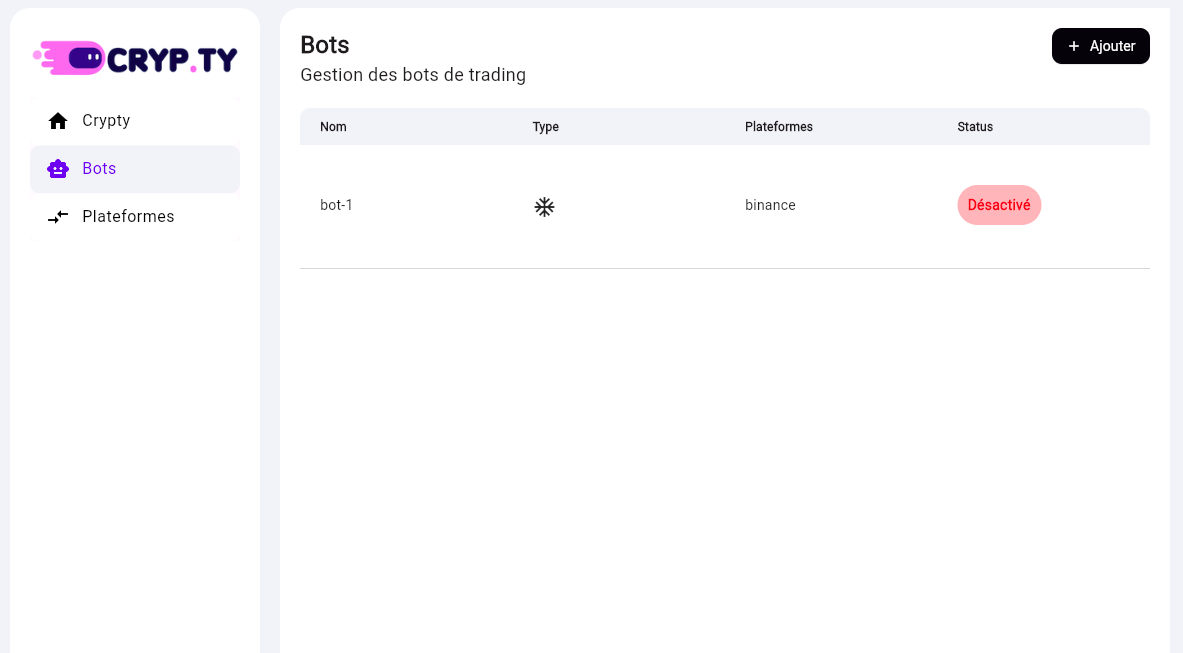 CRYP.TY
Crypty
Bots
Plateformes
Bots
Gestion des bots de trading
+ Ajouter
Nom Type Plateformes Status
bot-1 binance Désactivé